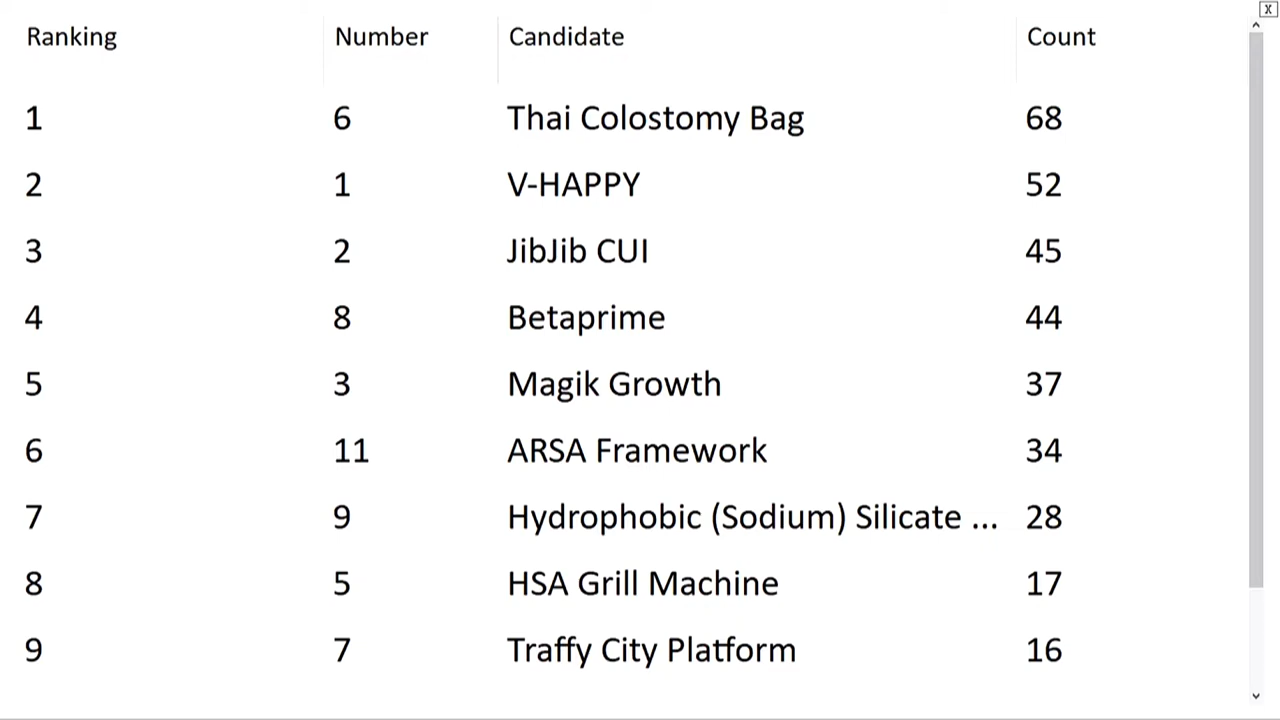 Ranking Number Candidate Count
1 6 Thai Colostomy Bag 68
2 1 V-HAPPY 52
3 2 JibJib CUI 45
4 8 Betaprime 44
5 3 Magik Growth 37
6 11 ARSA Framework 34
7 9 Hydrophobic (Sodium) Silicate ... 28
8 5 HSA Grill Machine 17
9 7 Traffy City Platform 16